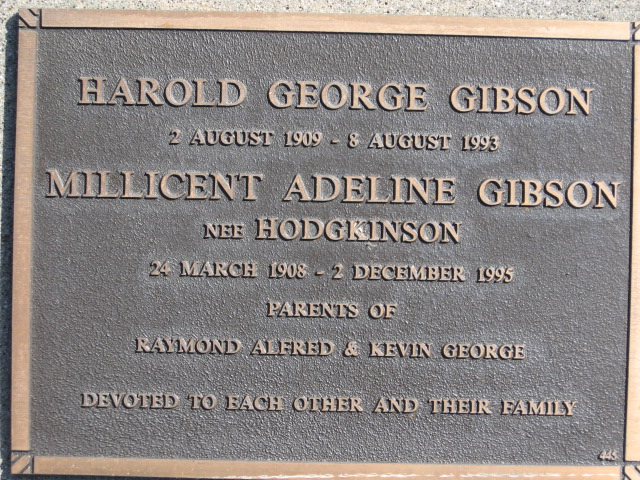 HAROLD GEORGE GIBSON
2 AUGUST 1909 - 8 AUGUST 1993
MILLICENT ADELINE GIBSON
NEE HODGKINSON
24 MARCH 1908 - 2 DECEMBER 1995
PARENTS OF
RAYMOND ALFRED & KEVIN GEORGE
DEVOTED TO EACH OTHER AND THEIR FAMILY